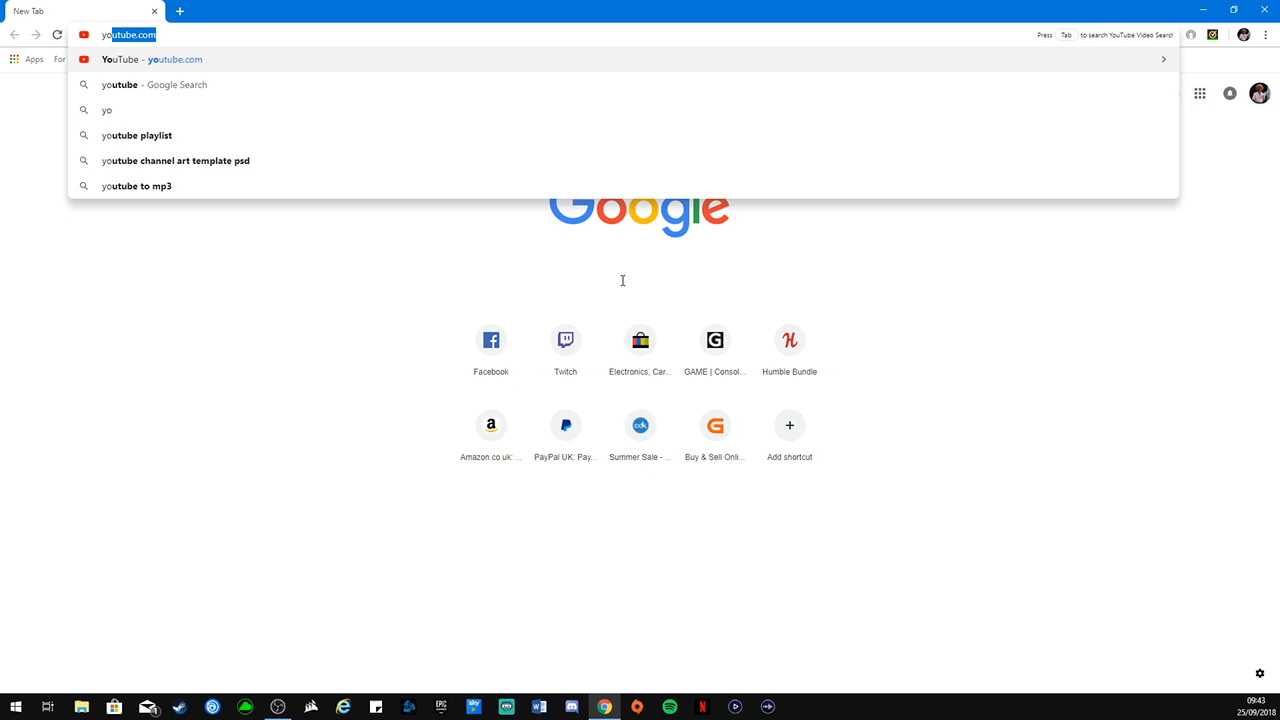 New Tab
youtube.com
Press Tab to search YouTube Video Search
Apps
For
YouTube - youtube.com
youtube - Google Search
yo
youtube playlist
youtube channel art template psd
youtube to mp3
Google
Facebook
Twitch
Electronics, Car...
GAME | Consol...
Humble Bundle
Amazon.co.uk: ...
PayPal UK: Pay...
Summer Sale - ...
Buy & Sell Onli...
Add shortcut
09:43
25/09/2018